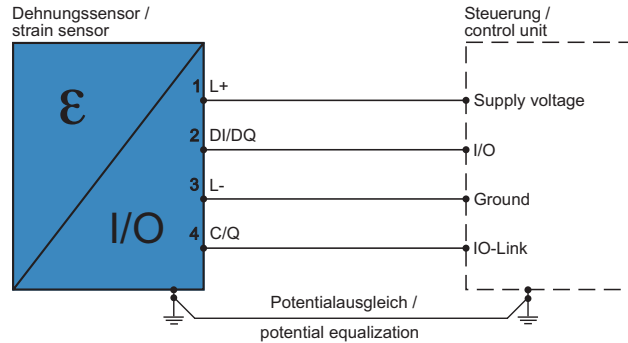 Dehnungssensor /
strain sensor
Steuerung /
control unit
ε
I/O
1 L+
Supply voltage
2 DI/DQ
I/O
3 L-
Ground
4 C/Q
IO-Link
Potentialausgleich /
potential equalization